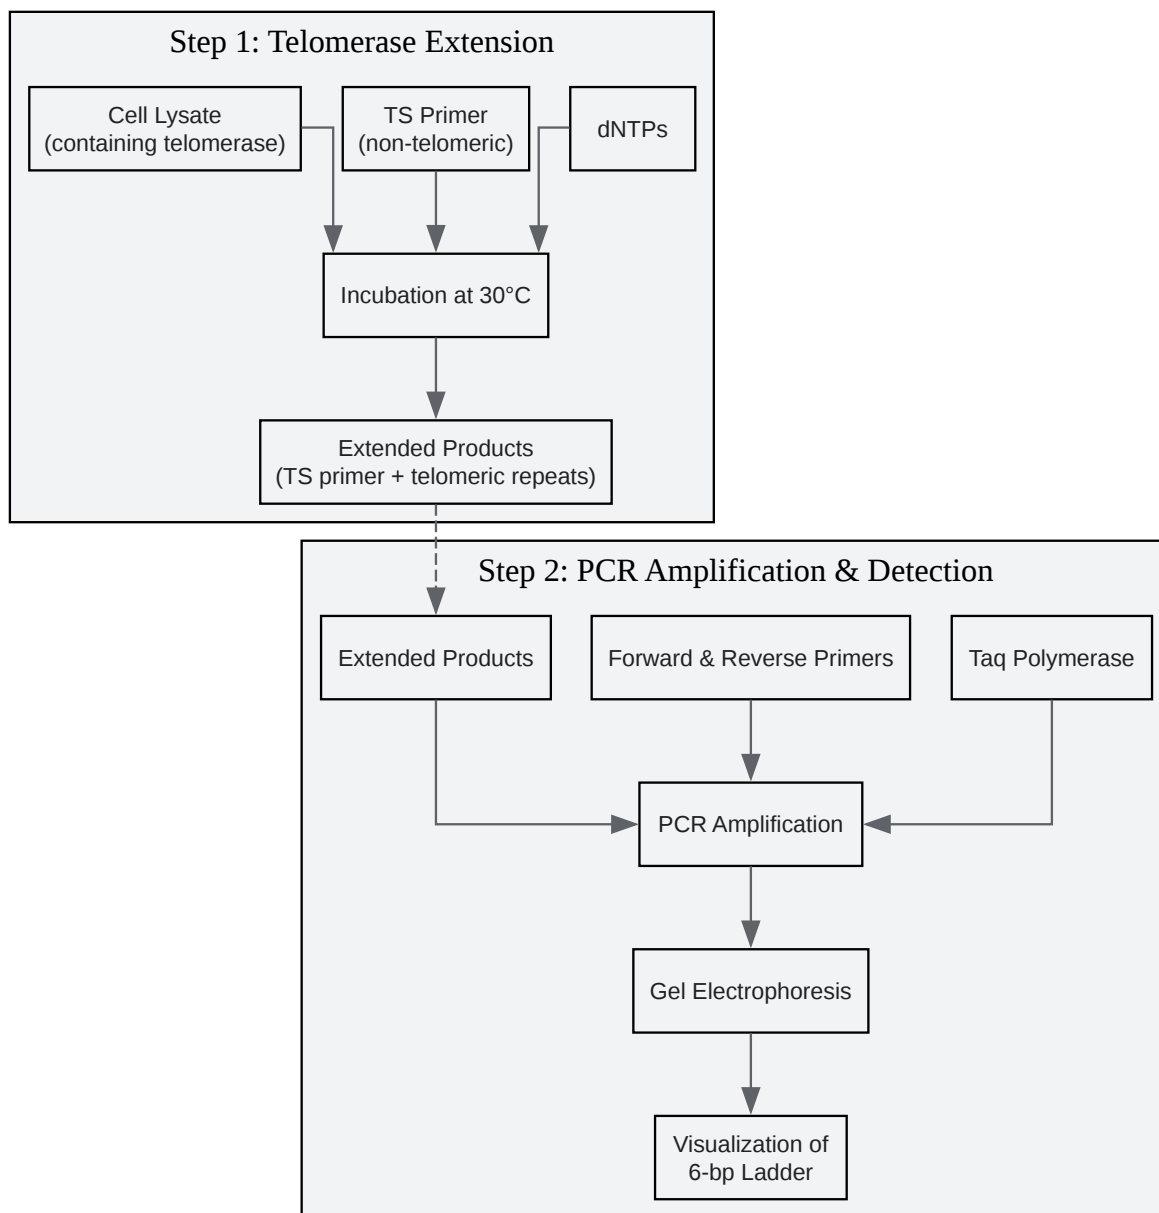 Step 1: Telomerase Extension
Cell Lysate
(containing telomerase)
TS Primer
(non-telomeric)
dNTPs
Incubation at 30°C
Extended Products
(TS primer + telomeric repeats)
Step 2: PCR Amplification & Detection
Extended Products
Forward & Reverse Primers
Taq Polymerase
PCR Amplification
Gel Electrophoresis
Visualization of
6-bp Ladder